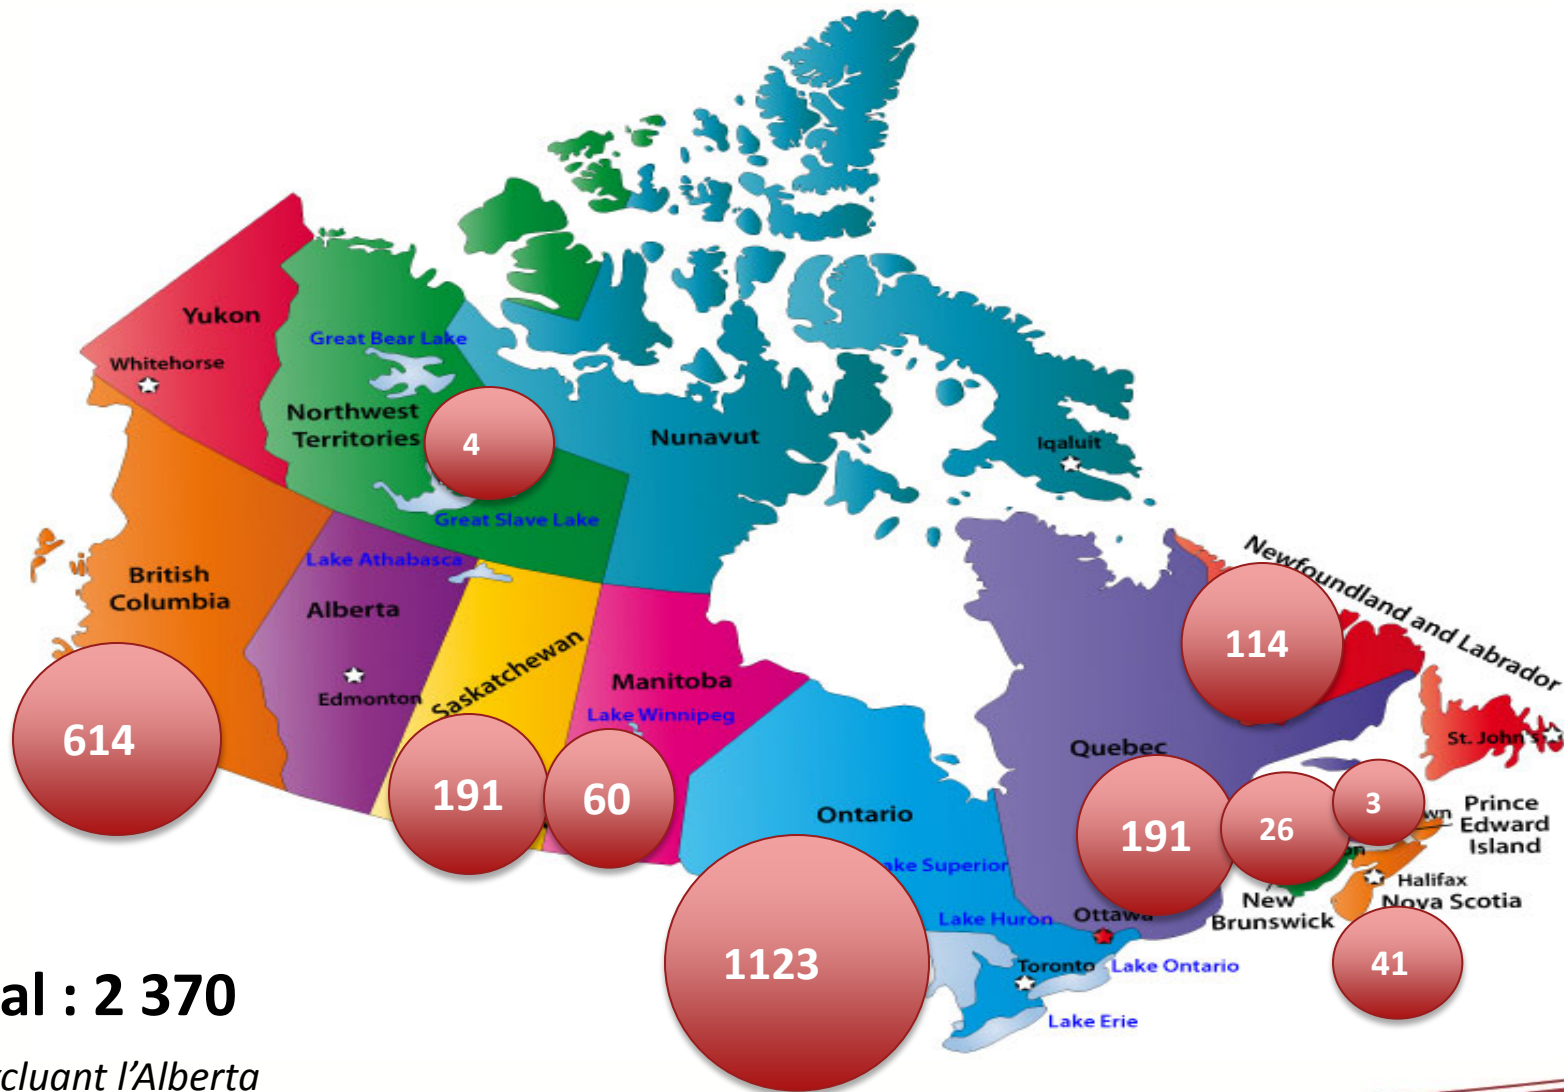 Yukon
Whitehorse
Great Bear Lake
Northwest
Territories
4
Great Slave Lake
Nunavut
Iqaluit
British
Columbia
614
Lake Athabasca
Alberta
Edmonton
Saskatchewan
191
Manitoba
Lake Winnipeg
60
Ontario
Lake Superior
1123
Lake Huron
Ottawa
Toronto
Lake Ontario
Lake Erie
Quebec
191
Newfoundland and Labrador
114
St. John's
26
3
Prince
Edward
Island
New
Brunswick
Halifax
Nova Scotia
41
al : 2 370
cluant l'Alberta